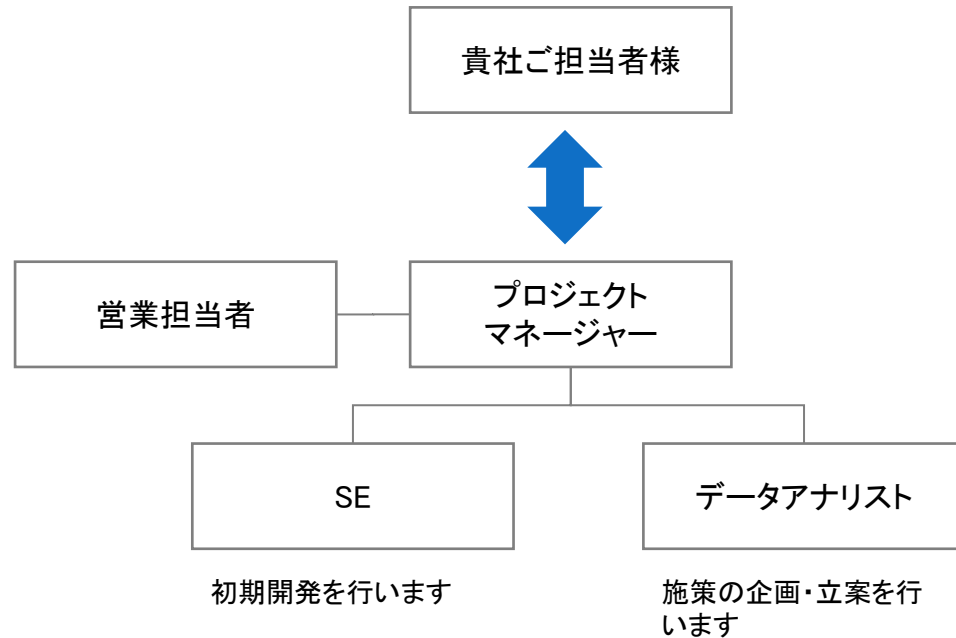 貴社ご担当者様
営業担当者
プロジェクト
マネージャー
SE
データアナリスト
初期開発を行います
施策の企画・立案を行
います